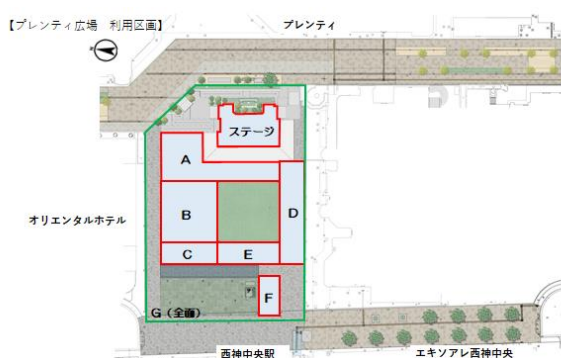 【プレンティ広場　利用区画】
プレンティ
ステージ
A
オリエンタルホテル
B
D
C
E
F
G（全面）
西神中央駅
エキソアレ西神中央